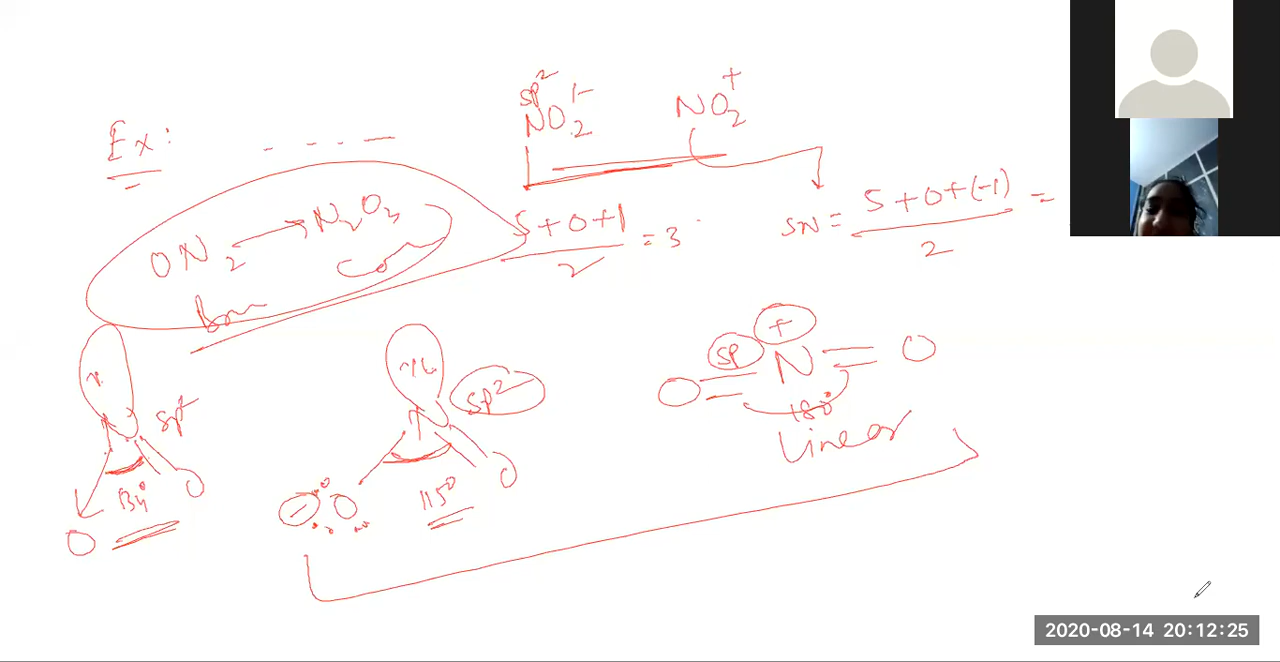 sp²
NO₂¹⁻ NO₂⁺
Ex:
ON₂ → N₂O₄
5+0+1/2 = 3
SN = 5+0+(-1)/2 =
N sp²
O 134° O
N sp²
⊖ O 115° O
sp +
O = N = O
180°
Linear
2020-08-14 20:12:25